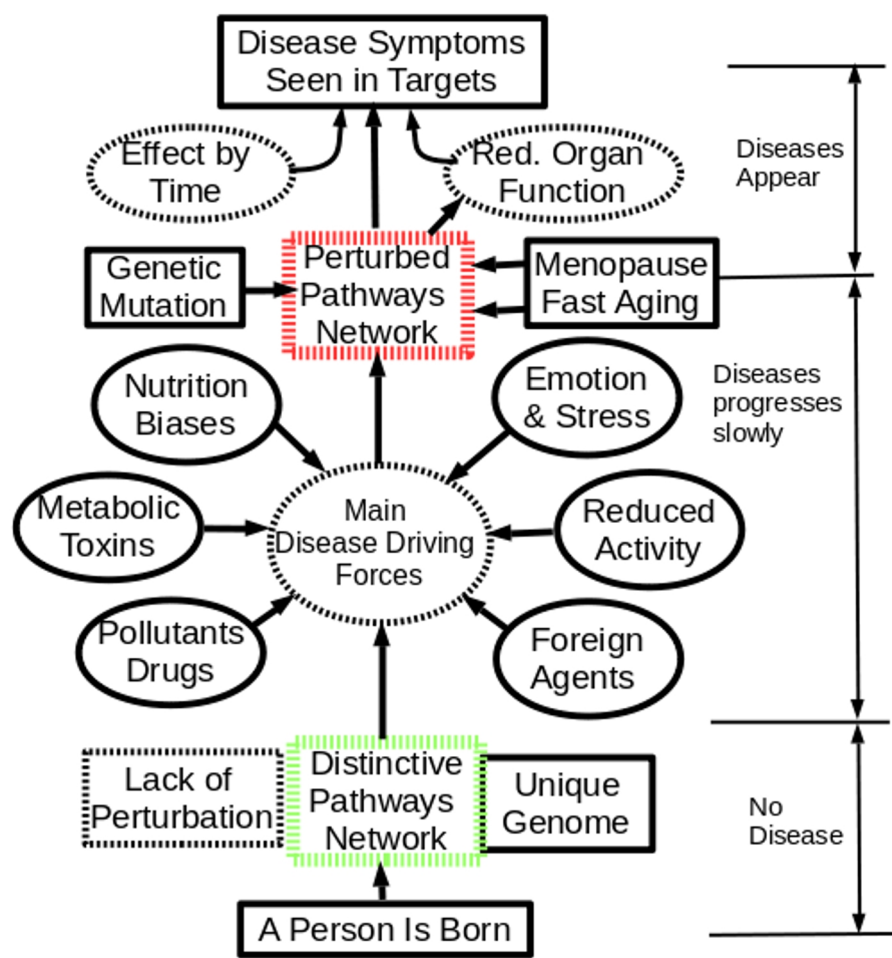 Disease Symptoms
Seen in Targets
Effect by
Time
Red. Organ
Function
Diseases
Appear
Genetic
Mutation
Perturbed
Pathways
Network
Menopause
Fast Aging
Nutrition
Biases
Emotion
& Stress
Diseases
progresses
slowly
Metabolic
Toxins
Main
Disease Driving
Forces
Reduced
Activity
Pollutants
Drugs
Foreign
Agents
Lack of
Perturbation
Distinctive
Pathways
Network
Unique
Genome
No
Disease
A Person Is Born